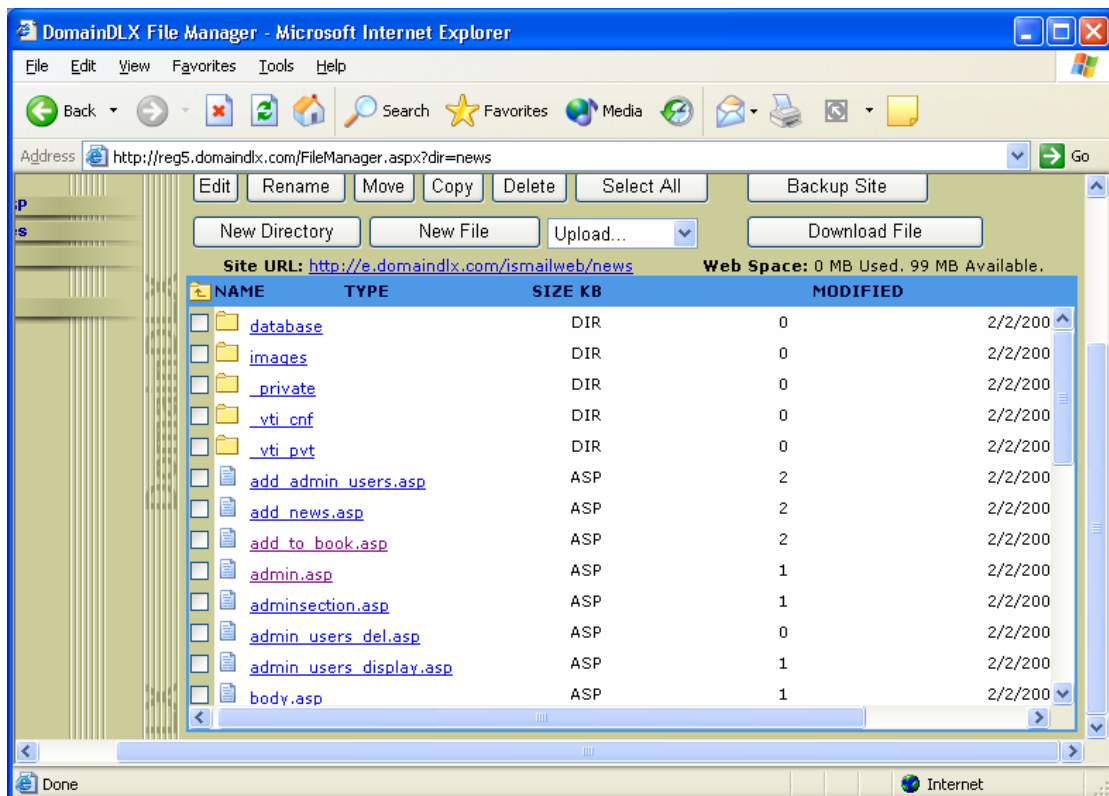 DomainDLX File Manager - Microsoft Internet Explorer
File Edit View Favorites Tools Help
Back Search Favorites Media
Address http://reg5.domaindlx.com/FileManager.aspx?dir=news Go
Edit Rename Move Copy Delete Select All Backup Site
New Directory New File Upload... Download File
Site URL: http://e.domaindlx.com/ismailweb/news Web Space: 0 MB Used. 99 MB Available.
NAME TYPE SIZE KB MODIFIED
database DIR 0 2/2/200
images DIR 0 2/2/200
_private DIR 0 2/2/200
_vti_cnf DIR 0 2/2/200
_vti_pvt DIR 0 2/2/200
add_admin_users.asp ASP 2 2/2/200
add_news.asp ASP 2 2/2/200
add_to_book.asp ASP 2 2/2/200
admin.asp ASP 1 2/2/200
adminsection.asp ASP 1 2/2/200
admin_users_del.asp ASP 0 2/2/200
admin_users_display.asp ASP 1 2/2/200
body.asp ASP 1 2/2/200
Done Internet